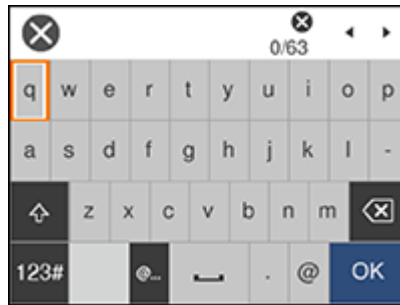 0/63
q w e r t y u i o p
a s d f g h j k l -
z x c v b n m
123# @... . @ OK